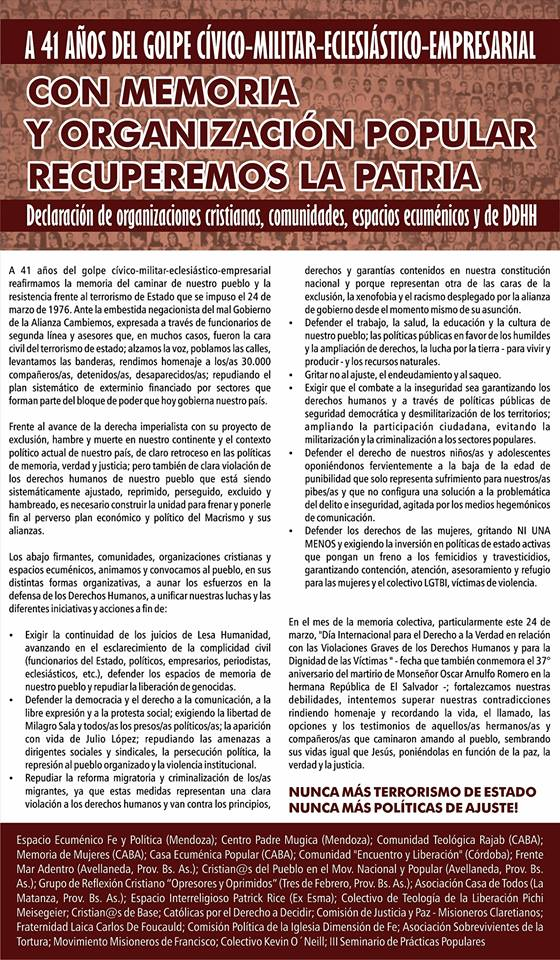 A 41 AÑOS DEL GOLPE CÍVICO-MILITAR-ECLESIÁSTICO-EMPRESARIAL
CON MEMORIA
Y ORGANIZACIÓN POPULAR
RECUPEREMOS LA PATRIA
Declaración de organizaciones cristianas, comunidades, espacios ecuménicos y de DDHH
A 41 años del golpe cívico-militar-eclesiástico-empresarial
reafirmamos la memoria del caminar de nuestro pueblo y la
resistencia frente al terrorismo de Estado que se impuso el 24 de
marzo de 1976. Ante la embestida negacionista del mal Gobierno
de la Alianza Cambiemos, expresada a través de funcionarios de
segunda línea y asesores que, en muchos casos, fueron la cara
civil del terrorismo de estado; alzamos la voz, poblamos las calles,
levantamos las banderas, rendimos homenaje a los/as 30.000
compañeros/as, detenidos/as, desaparecidos/as; repudiando el
plan sistemático de exterminio financiado por sectores que
forman parte del bloque de poder que hoy gobierna nuestro país.
Frente al avance de la derecha imperialista con su proyecto de
exclusión, hambre y muerte en nuestro continente y el contexto
político actual de nuestro país, de claro retroceso en las políticas
de memoria, verdad y justicia; pero también de clara violación de
los derechos humanos de nuestro pueblo que está siendo
sistemáticamente ajustado, reprimido, perseguido, excluido y
hambreado, es necesario construir la unidad para frenar y ponerle
fin al perverso plan económico y político del Macrismo y sus
alianzas.
Los abajo firmantes, comunidades, organizaciones cristianas y
espacios ecuménicos, animamos y convocamos al pueblo, en sus
distintas formas organizativas, a aunar los esfuerzos en la
defensa de los Derechos Humanos, a unificar nuestras luchas y las
diferentes iniciativas y acciones a fin de:
• Exigir la continuidad de los juicios de Lesa Humanidad,
avanzando en el esclarecimiento de la complicidad civil
(funcionarios del Estado, políticos, empresarios, periodistas,
eclesiásticos, etc.), defender los espacios de memoria de
nuestro pueblo y repudiar la liberación de genocidas.
• Defender la democracia y el derecho a la comunicación, a la
libre expresión y a la protesta social; exigiendo la libertad de
Milagro Sala y todos/as los presos/as políticos/as; la aparición
con vida de Julio López; repudiando las amenazas a
dirigentes sociales y sindicales, la persecución política, la
represión al pueblo organizado y la violencia institucional.
• Repudiar la reforma migratoria y criminalización de los/as
migrantes, ya que estas medidas representan una clara
violación a los derechos humanos y van contra los principios,
derechos y garantías contenidos en nuestra constitución
nacional y porque representan otra de las caras de la
exclusión, la xenofobia y el racismo desplegado por la alianza
de gobierno desde el momento mismo de su asunción.
• Defender el trabajo, la salud, la educación y la cultura de
nuestro pueblo; las políticas públicas en favor de los humildes
y la ampliación de derechos, la lucha por la tierra - para vivir y
producir - y los recursos naturales.
• Gritar no al ajuste, el endeudamiento y al saqueo.
• Exigir que el combate a la inseguridad sea garantizando los
derechos humanos y a través de políticas públicas de
seguridad democrática y desmilitarización de los territorios;
ampliando la participación ciudadana, evitando la
militarización y la criminalización a los sectores populares.
• Defender el derecho de nuestros niños/as y adolescentes
oponiéndonos fervientemente a la baja de la edad de
punibilidad que solo representa sufrimiento para nuestros/as
pibes/as y que no configura una solución a la problemática
del delito e inseguridad, agitada por los medios hegemónicos
de comunicación.
• Defender los derechos de las mujeres, gritando NI UNA
MENOS y exigiendo la inversión en políticas de estado activas
que pongan un freno a los femicidios y travesticidios,
garantizando contención, atención, asesoramiento y refugio
para las mujeres y el colectivo LGTBI, víctimas de violencia.
En el mes de la memoria colectiva, particularmente este 24 de
marzo, "Día Internacional para el Derecho a la Verdad en relación
con las Violaciones Graves de los Derechos Humanos y para la
Dignidad de las Víctimas " - fecha que también conmemora el 37°
aniversario del martirio de Monseñor Oscar Arnulfo Romero en la
hermana República de El Salvador -; fortalezcamos nuestras
debilidades, intentemos superar nuestras contradicciones
rindiendo homenaje y recordando la vida, el llamado, las
opciones y los testimonios de aquellos/as hermanos/as y
compañeros/as que caminaron amando al pueblo, sembrando
sus vidas igual que Jesús, poniéndolas en función de la paz, la
verdad y la justicia.
NUNCA MÁS TERRORISMO DE ESTADO
NUNCA MÁS POLÍTICAS DE AJUSTE!
Espacio Ecuménico Fe y Política (Mendoza); Centro Padre Mugica (Mendoza); Comunidad Teológica Rajab (CABA);
Memoria de Mujeres (CABA); Casa Ecuménica Popular (CABA); Comunidad "Encuentro y Liberación" (Córdoba); Frente
Mar Adentro (Avellaneda, Prov. Bs. As.); Cristian@s del Pueblo en el Mov. Nacional y Popular (Avellaneda, Prov. Bs.
As.); Grupo de Reflexión Cristiano "Opresores y Oprimidos" (Tres de Febrero, Prov. Bs. As.); Asociación Casa de Todos (La
Matanza, Prov. Bs. As.); Espacio Interreligioso Patrick Rice (Ex Esma); Colectivo de Teología de la Liberación Pichi
Meisegeier; Cristian@s de Base; Católicas por el Derecho a Decidir; Comisión de Justicia y Paz - Misioneros Claretianos;
Fraternidad Laica Carlos De Foucauld; Comisión Política de la Iglesia Dimensión de Fe; Asociación Sobrevivientes de la
Tortura; Movimiento Misioneros de Francisco; Colectivo Kevin O´Neill; III Seminario de Prácticas Populares